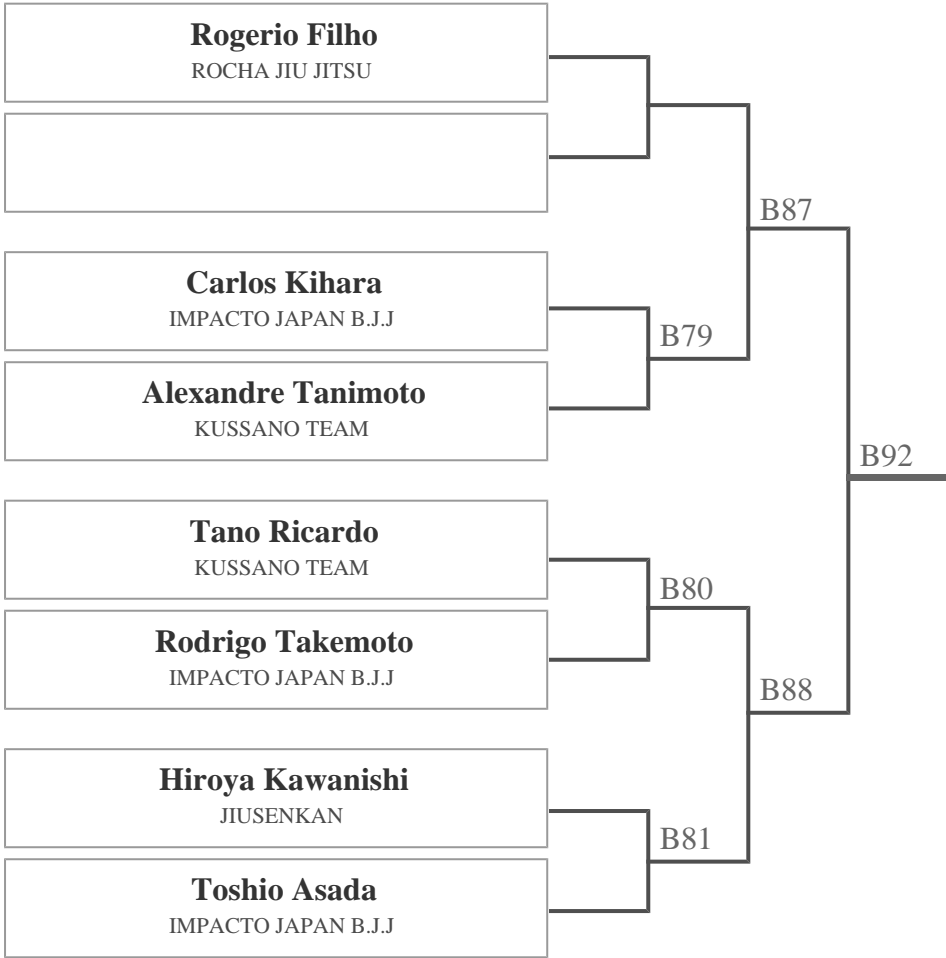 Rogerio Filho
ROCHA JIU JITSU
B87
Carlos Kihara
IMPACTO JAPAN B.J.J
B79
Alexandre Tanimoto
KUSSANO TEAM
B92
Tano Ricardo
KUSSANO TEAM
B80
Rodrigo Takemoto
IMPACTO JAPAN B.J.J
B88
Hiroya Kawanishi
JIUSENKAN
B81
Toshio Asada
IMPACTO JAPAN B.J.J